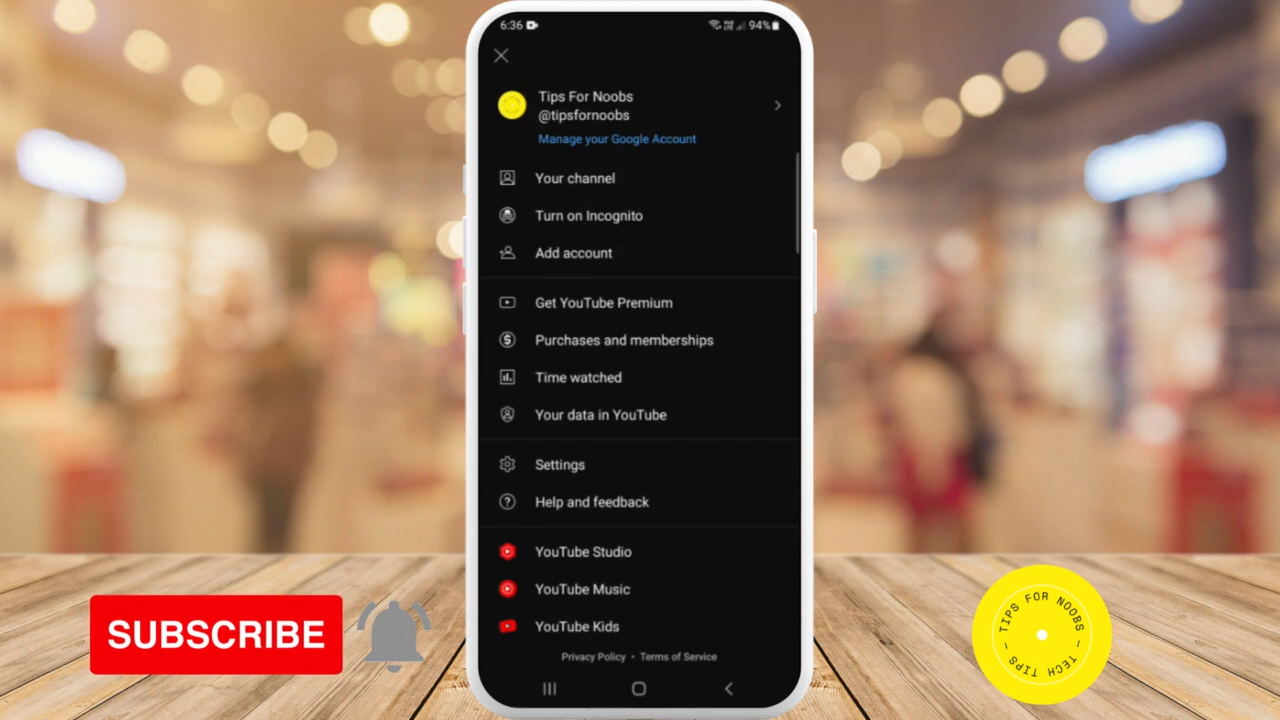 6:36
94%
Tips For Noobs
@tipsfornoobs
Manage your Google Account
Your channel
Turn on Incognito
Add account
Get YouTube Premium
Purchases and memberships
Time watched
Your data in YouTube
Settings
Help and feedback
YouTube Studio
YouTube Music
YouTube Kids
Privacy Policy • Terms of Service
SUBSCRIBE
TIPS FOR NOOBS – TECH TIPS –